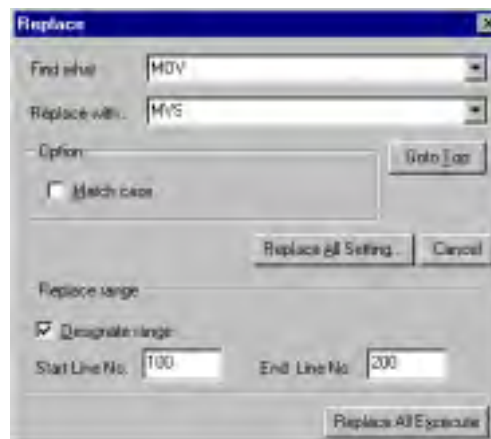 Replace
Find what
MOV
Replace with...
MVS
Option
Goto Top
Match case
Replace All Setting...
Cancel
Replace range
Designate range
Start Line No. 100
End Line No. 200
Replace All Execute